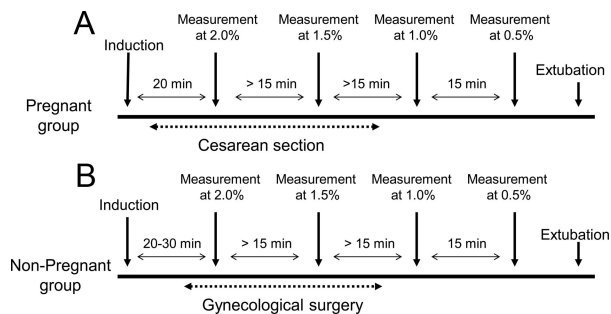 A
Induction
Measurement
at 2.0%
Measurement
at 1.5%
Measurement
at 1.0%
Measurement
at 0.5%
Extubation
20 min
> 15 min
>15 min
15 min
Pregnant
group
Cesarean section
B
Induction
Measurement
at 2.0%
Measurement
at 1.5%
Measurement
at 1.0%
Measurement
at 0.5%
Extubation
20-30 min
> 15 min
> 15 min
15 min
Non-Pregnant
group
Gynecological surgery